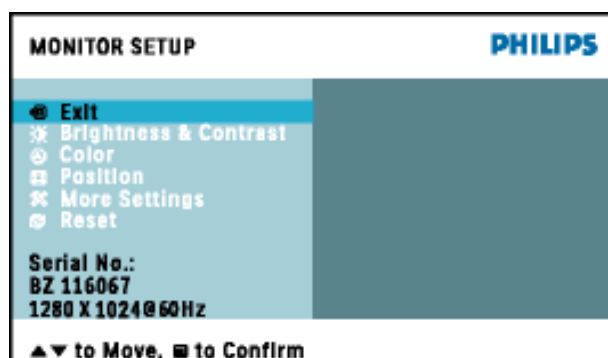 MONITOR SETUP PHILIPS
Exit
Brightness & Contrast
Color
Position
More Settings
Reset
Serial No.:
BZ 116067
1280 X 1024@60Hz
▲▼ to Move, to Confirm